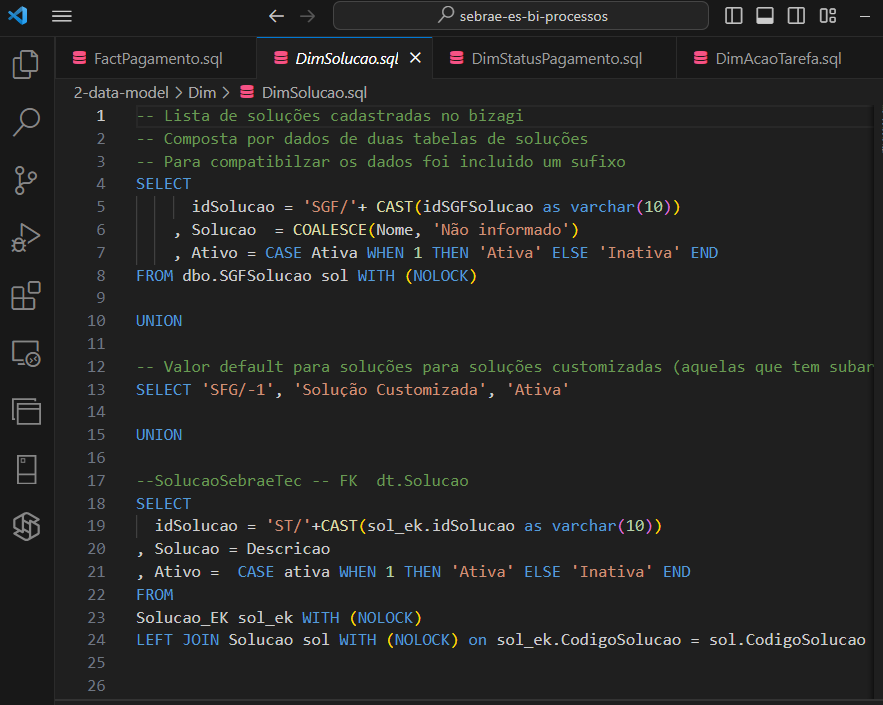 sebrae-es-bi-processos
FactPagamento.sql
DimSolucao.sql
DimStatusPagamento.sql
DimAcaoTarefa.sql
2-data-model > Dim > DimSolucao.sql
1 -- Lista de soluções cadastradas no bizagi
2 -- Composta por dados de duas tabelas de soluções
3 -- Para compatibilzar os dados foi incluido um sufixo
4 SELECT
5 idSolucao = 'SGF/'+ CAST(idSGFSolucao as varchar(10))
6 , Solucao  = COALESCE(Nome, 'Não informado')
7 , Ativo = CASE Ativa WHEN 1 THEN 'Ativa' ELSE 'Inativa' END
8 FROM dbo.SGFSolucao sol WITH (NOLOCK)
9
10 UNION
11
12 -- Valor default para soluções para soluções customizadas (aquelas que tem subar
13 SELECT 'SFG/-1', 'Solução Customizada', 'Ativa'
14
15 UNION
16
17 --SolucaoSebraeTec -- FK  dt.Solucao
18 SELECT
19 idSolucao = 'ST/'+CAST(sol_ek.idSolucao as varchar(10))
20 , Solucao = Descricao
21 , Ativo =  CASE ativa WHEN 1 THEN 'Ativa' ELSE 'Inativa' END
22 FROM
23 Solucao_EK sol_ek WITH (NOLOCK)
24 LEFT JOIN Solucao sol WITH (NOLOCK) on sol_ek.CodigoSolucao = sol.CodigoSolucao
25
26